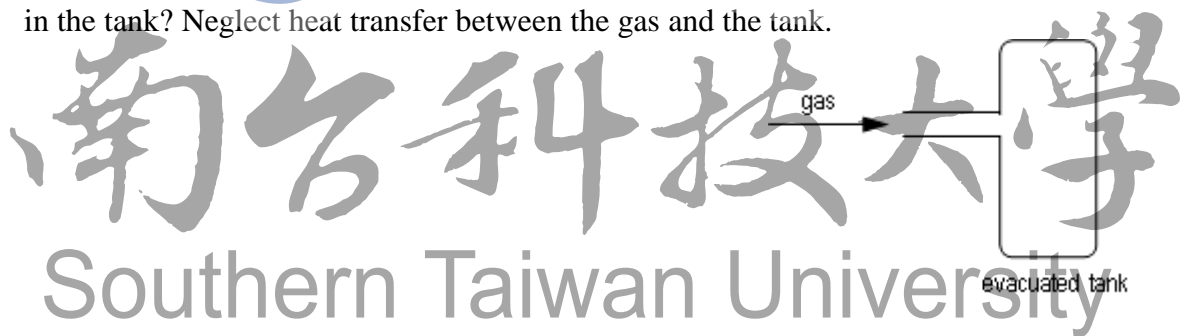 in the tank? Neglect heat transfer between the gas and the tank.
南台科技大學
gas
Southern Taiwan University
evacuated tank